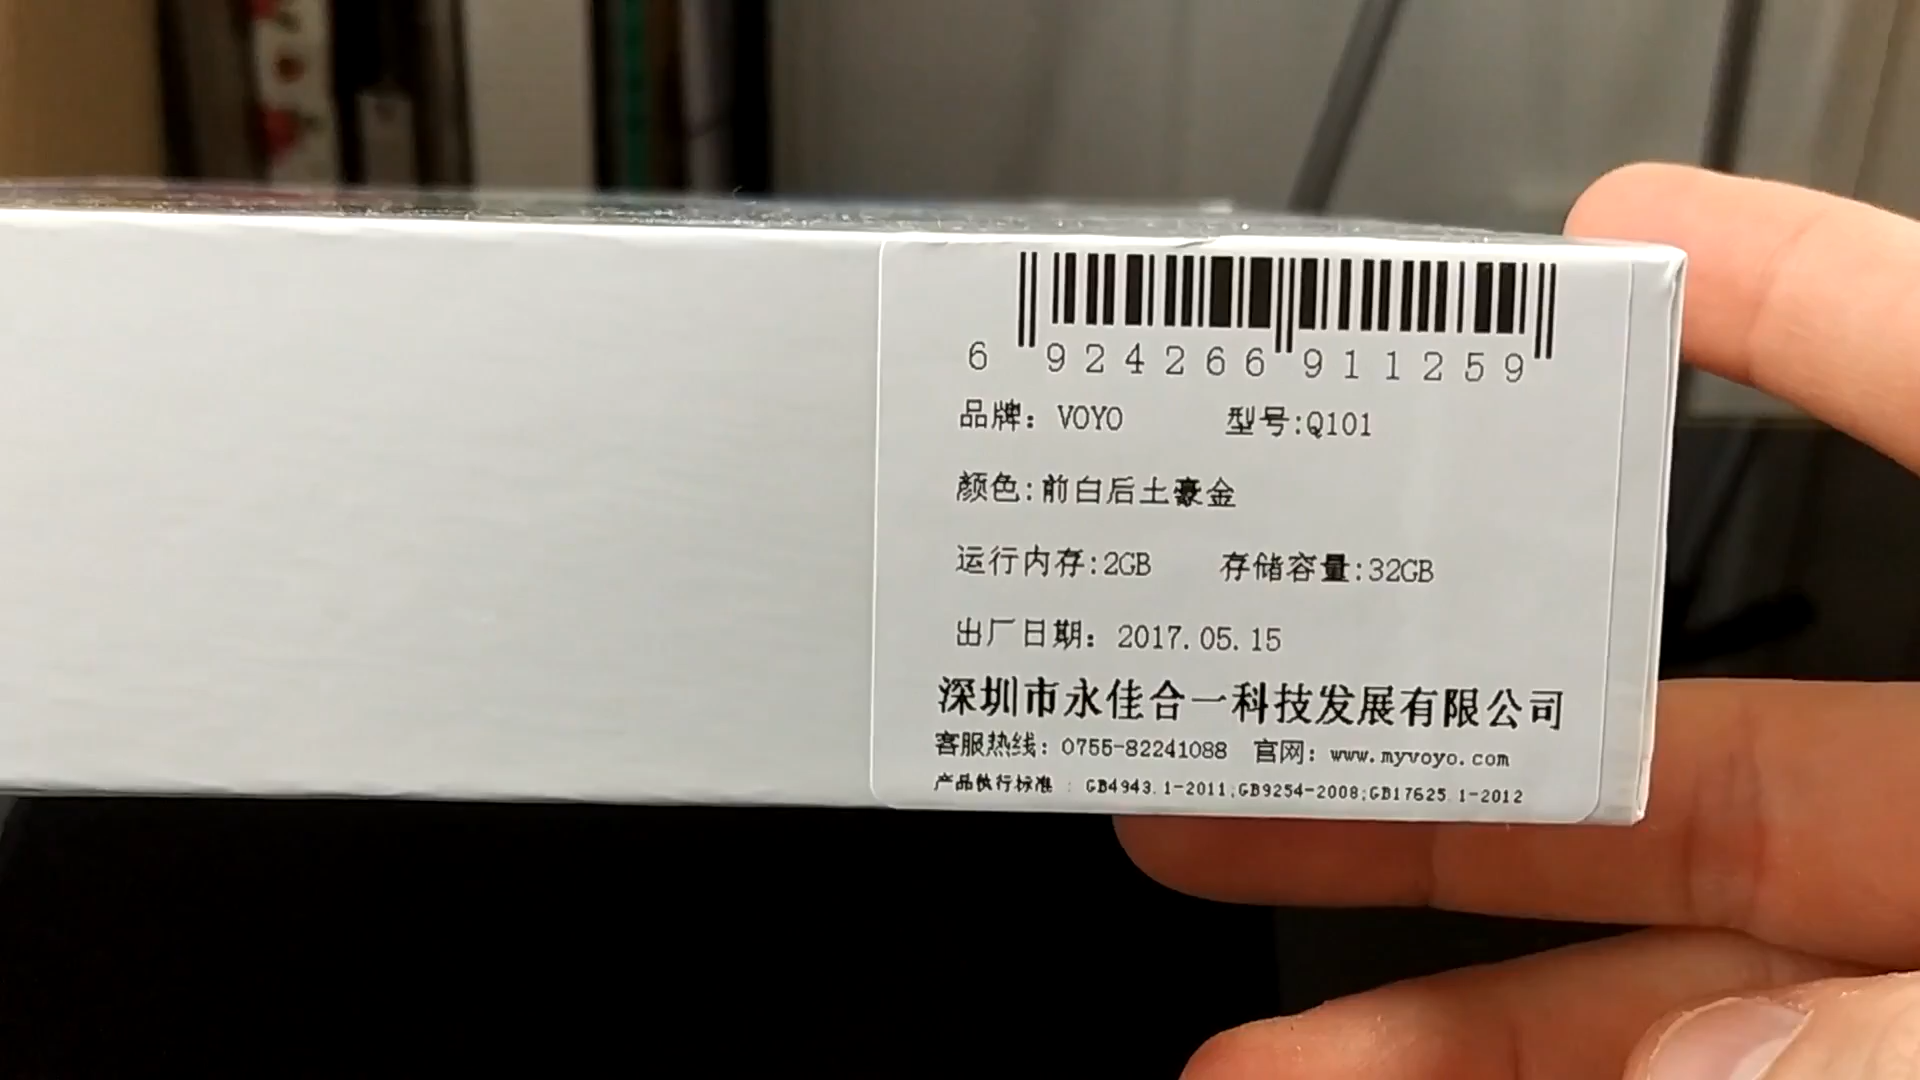 6 924266 911259
品牌：VOYO 型号:Q101
颜色:前白后土豪金
运行内存:2GB 存储容量:32GB
出厂日期：2017.05.15
深圳市永佳合一科技发展有限公司
客服热线：0755-82241088 官网：www.myvoyo.com
产品执行标准：GB4943.1-2011;GB9254-2008;GB17625.1-2012